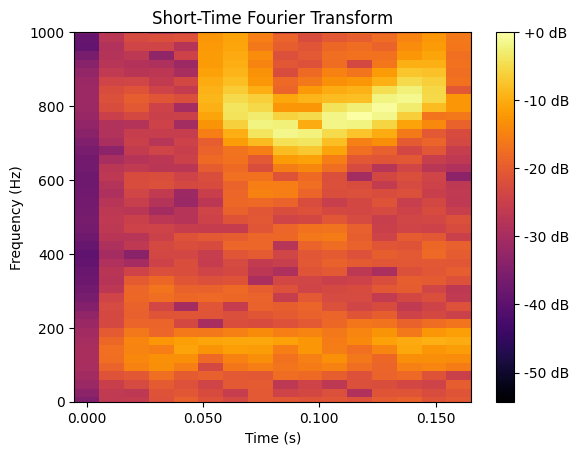 Short-Time Fourier Transform
1000
800
600
400
200
0
Frequency (Hz)
0.000
0.050
0.100
0.150
Time (s)
+0 dB
-10 dB
-20 dB
-30 dB
-40 dB
-50 dB